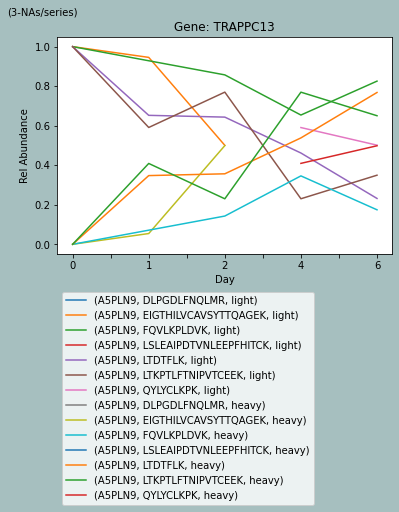 (3-NAs/series)
Gene: TRAPPC13
1.0
0.8
0.6
0.4
0.2
0.0
Rel Abundance
0 1 2 4 6
Day
(A5PLN9, DLPGDLFNQLMR, light)
(A5PLN9, EIGTHILVCAVSYTTQAGEK, light)
(A5PLN9, FQVLKPLDVK, light)
(A5PLN9, LSLEAIPDTVNLEEPFHITCK, light)
(A5PLN9, LTDTFLK, light)
(A5PLN9, LTKPTLFTNIPVTCEEK, light)
(A5PLN9, QYLYCLKPK, light)
(A5PLN9, DLPGDLFNQLMR, heavy)
(A5PLN9, EIGTHILVCAVSYTTQAGEK, heavy)
(A5PLN9, FQVLKPLDVK, heavy)
(A5PLN9, LSLEAIPDTVNLEEPFHITCK, heavy)
(A5PLN9, LTDTFLK, heavy)
(A5PLN9, LTKPTLFTNIPVTCEEK, heavy)
(A5PLN9, QYLYCLKPK, heavy)